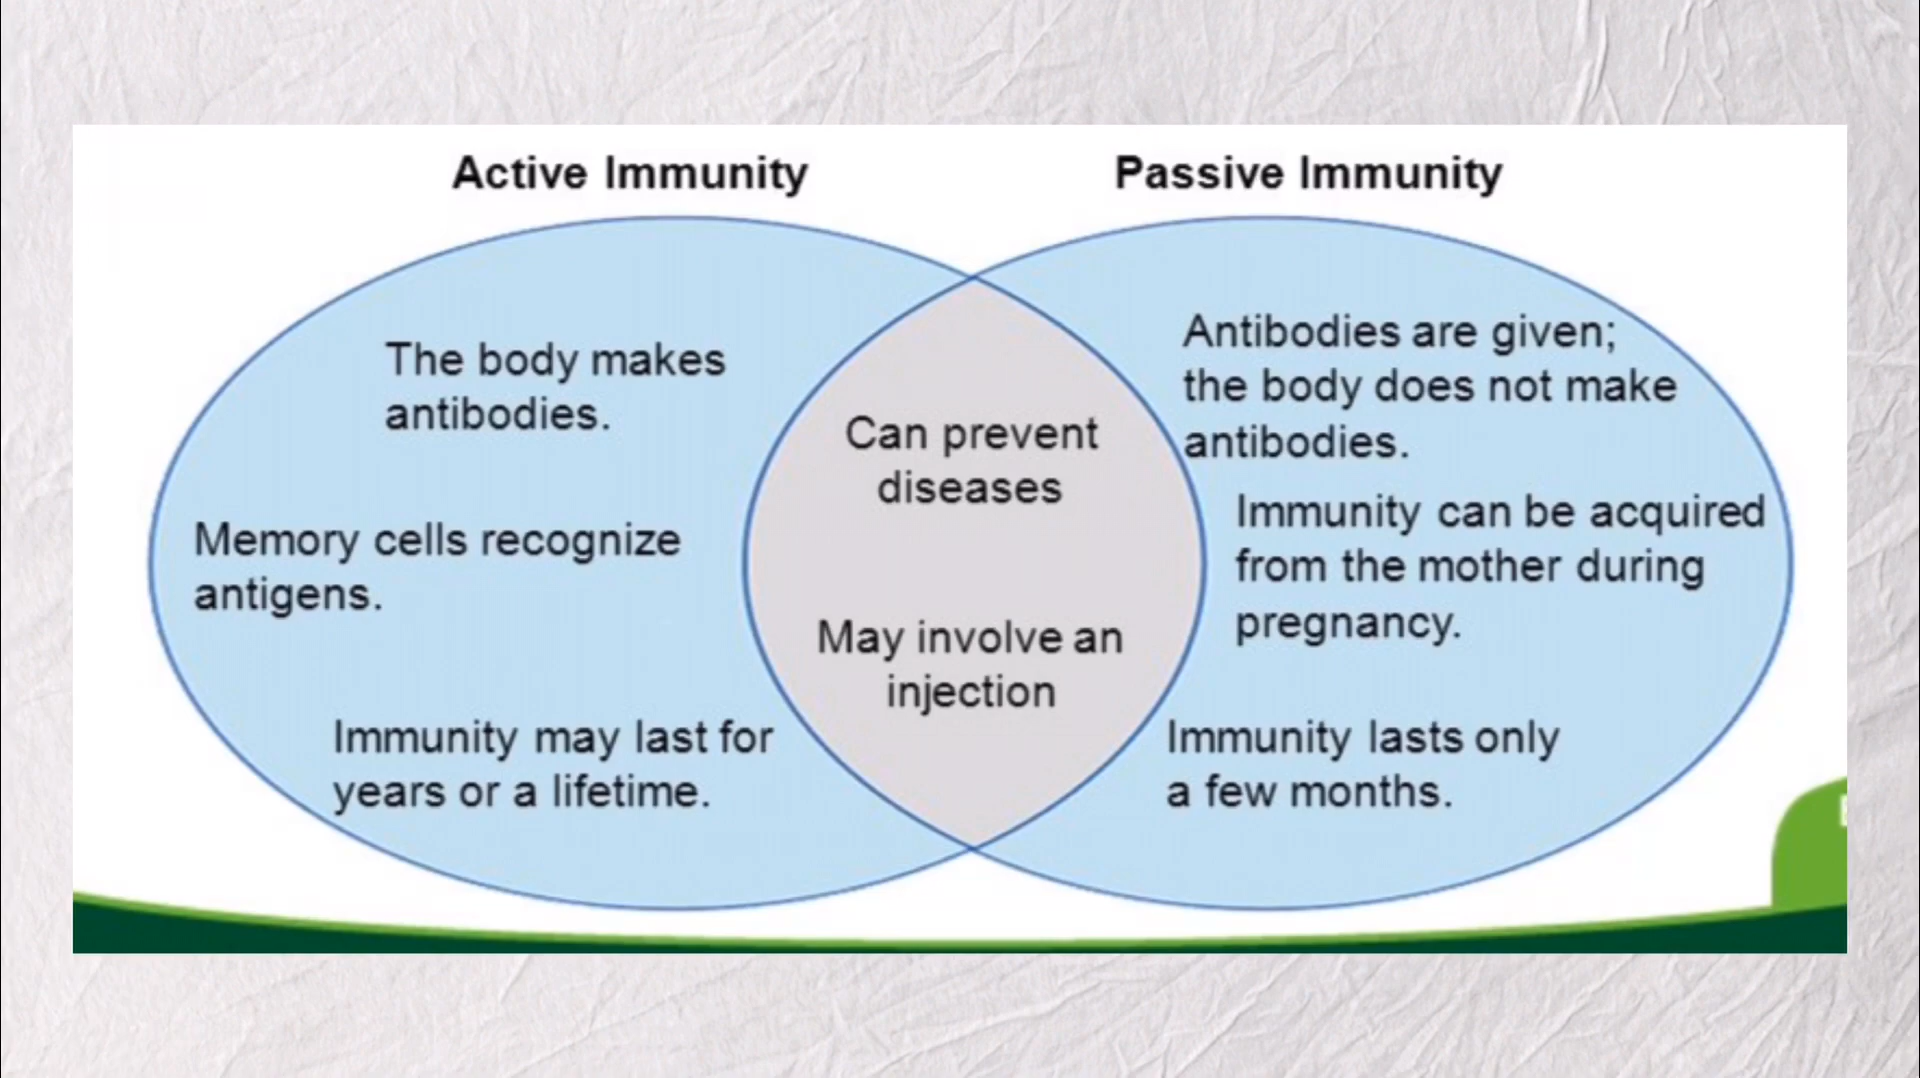 Active Immunity
Passive Immunity
The body makes
antibodies.
Memory cells recognize
antigens.
Immunity may last for
years or a lifetime.
Can prevent
diseases
May involve an
injection
Antibodies are given;
the body does not make
antibodies.
Immunity can be acquired
from the mother during
pregnancy.
Immunity lasts only
a few months.